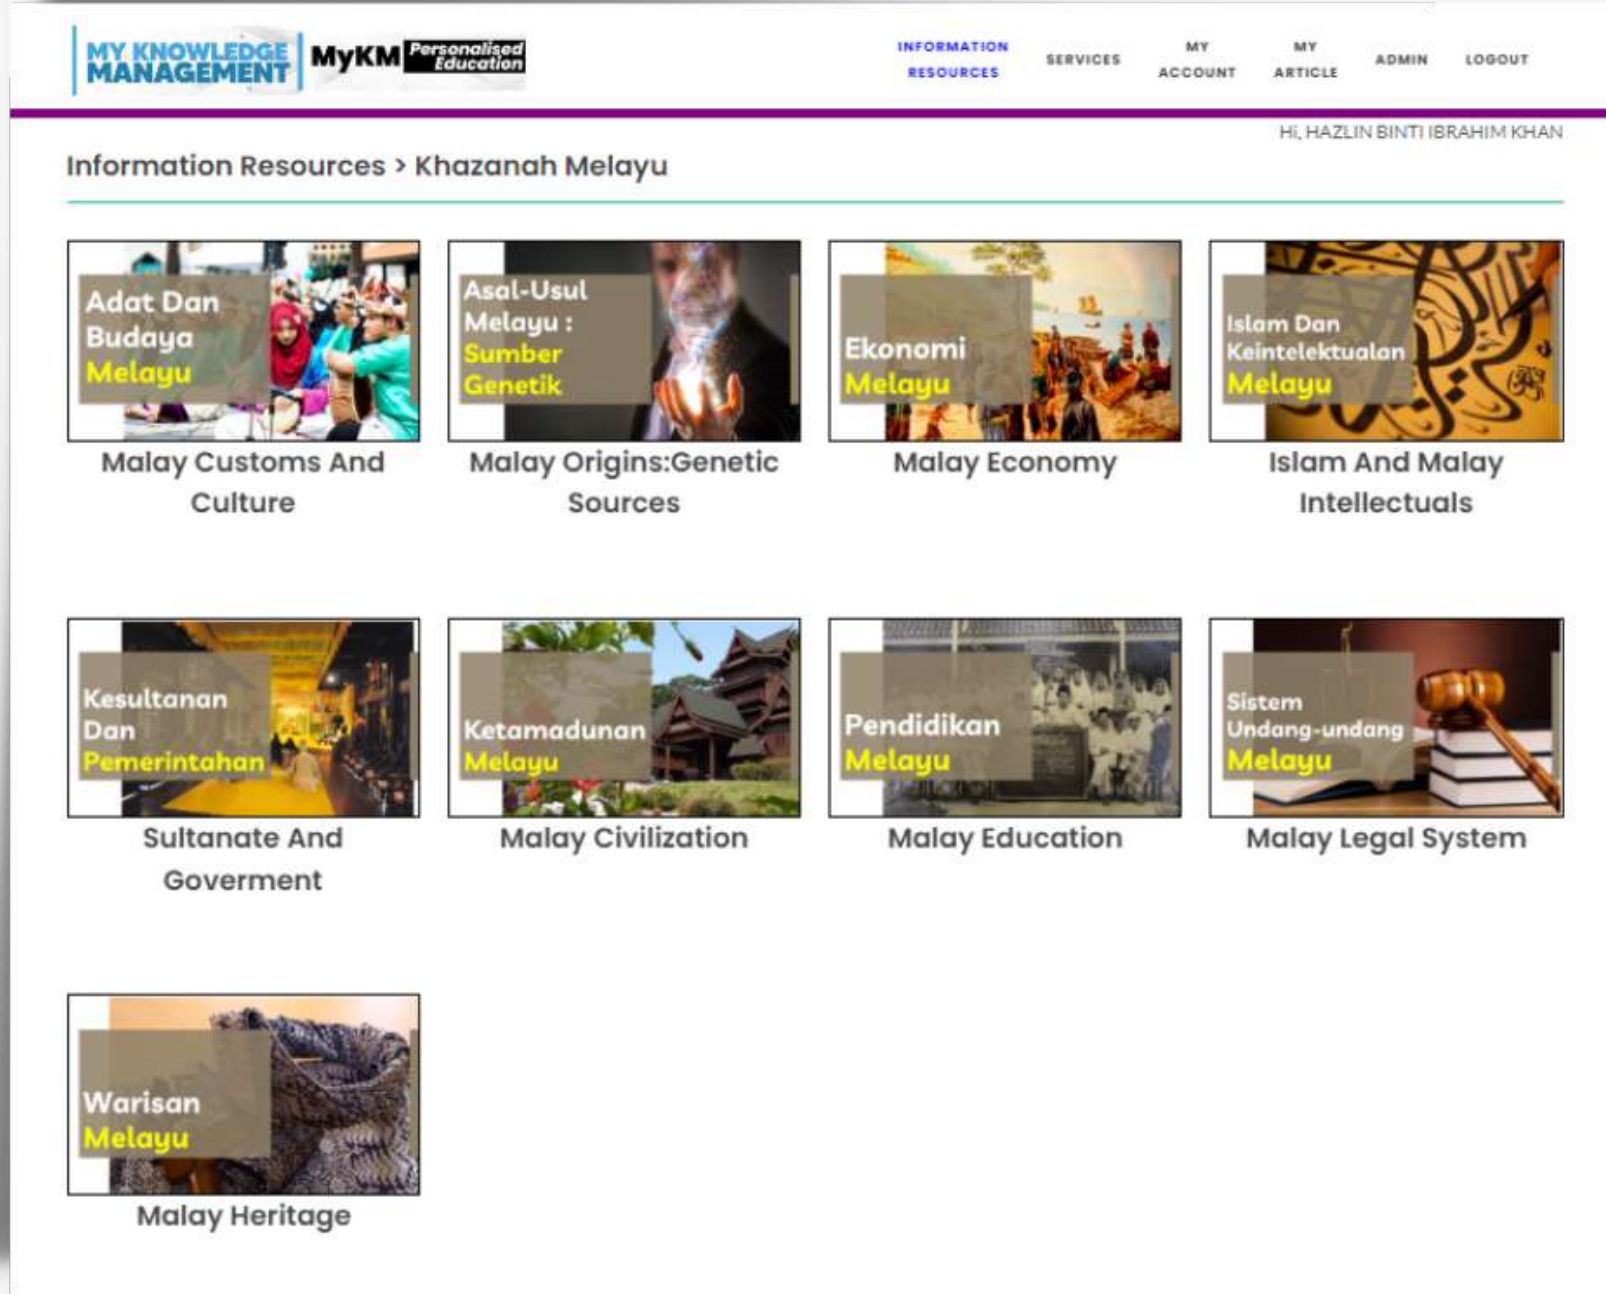 MY KNOWLEDGE
MANAGEMENT
MyKM Personalised
Education
INFORMATION
RESOURCES
SERVICES
MY
ACCOUNT
MY
ARTICLE
ADMIN
LOGOUT
Hi, HAZLIN BINTI IBRAHIM KHAN
Information Resources > Khazanah Melayu
Adat Dan
Budaya
Melayu
Malay Customs And
Culture
Asal-Usul
Melayu :
Sumber
Genetik
Malay Origins:Genetic
Sources
Ekonomi
Melayu
Malay Economy
Islam Dan
Keintelektualan
Melayu
Islam And Malay
Intellectuals
Kesultanan
Dan
Pemerintahan
Sultanate And
Goverment
Ketamadunan
Melayu
Malay Civilization
Pendidikan
Melayu
Malay Education
Sistem
Undang-undang
Melayu
Malay Legal System
Warisan
Melayu
Malay Heritage